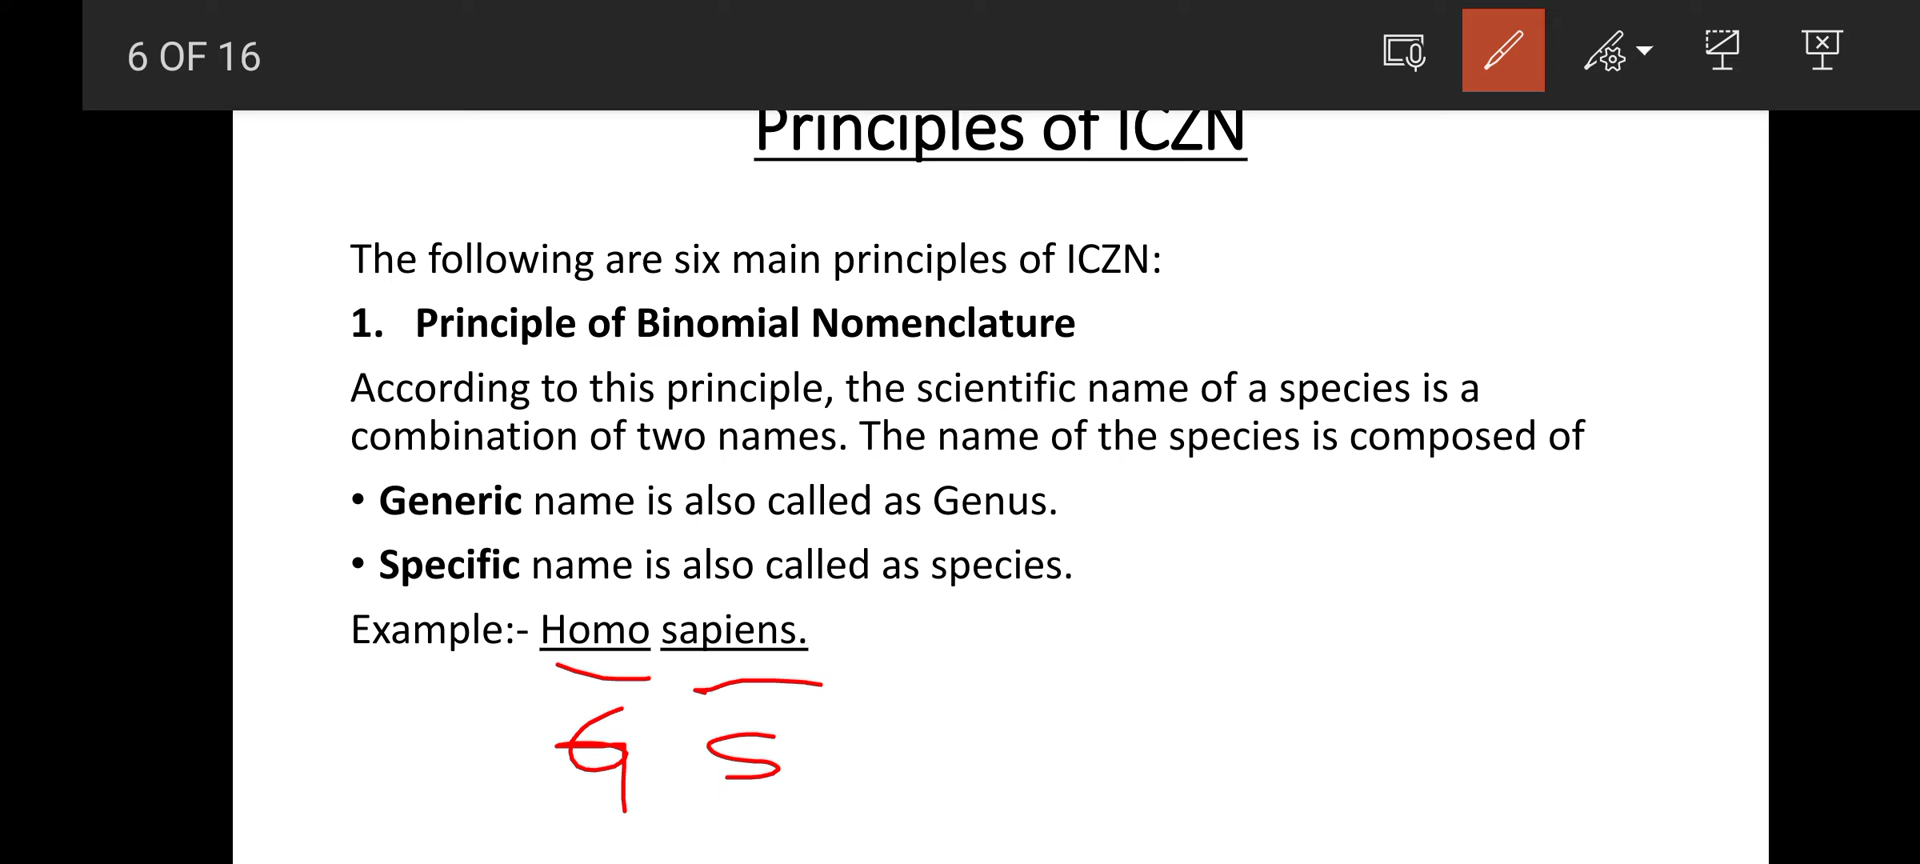 6 OF 16
Principles of ICZN
The following are six main principles of ICZN:
1. Principle of Binomial Nomenclature
According to this principle, the scientific name of a species is a
combination of two names. The name of the species is composed of
• Generic name is also called as Genus.
• Specific name is also called as species.
Example:- Homo sapiens.
G S